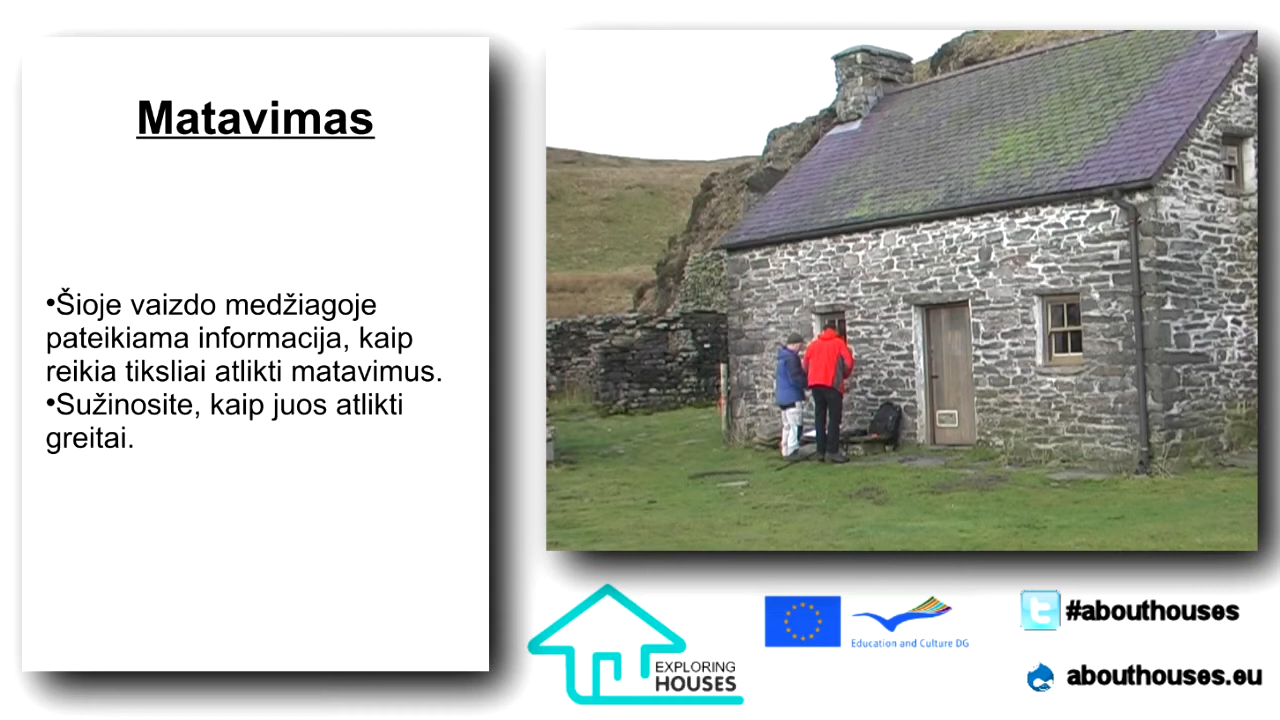 Matavimas
•Šioje vaizdo medžiagoje
pateikiama informacija, kaip
reikia tiksliai atlikti matavimus.
•Sužinosite, kaip juos atlikti
greitai.
EXPLORING
HOUSES
Education and Culture DG
#abouthouses
abouthouses.eu